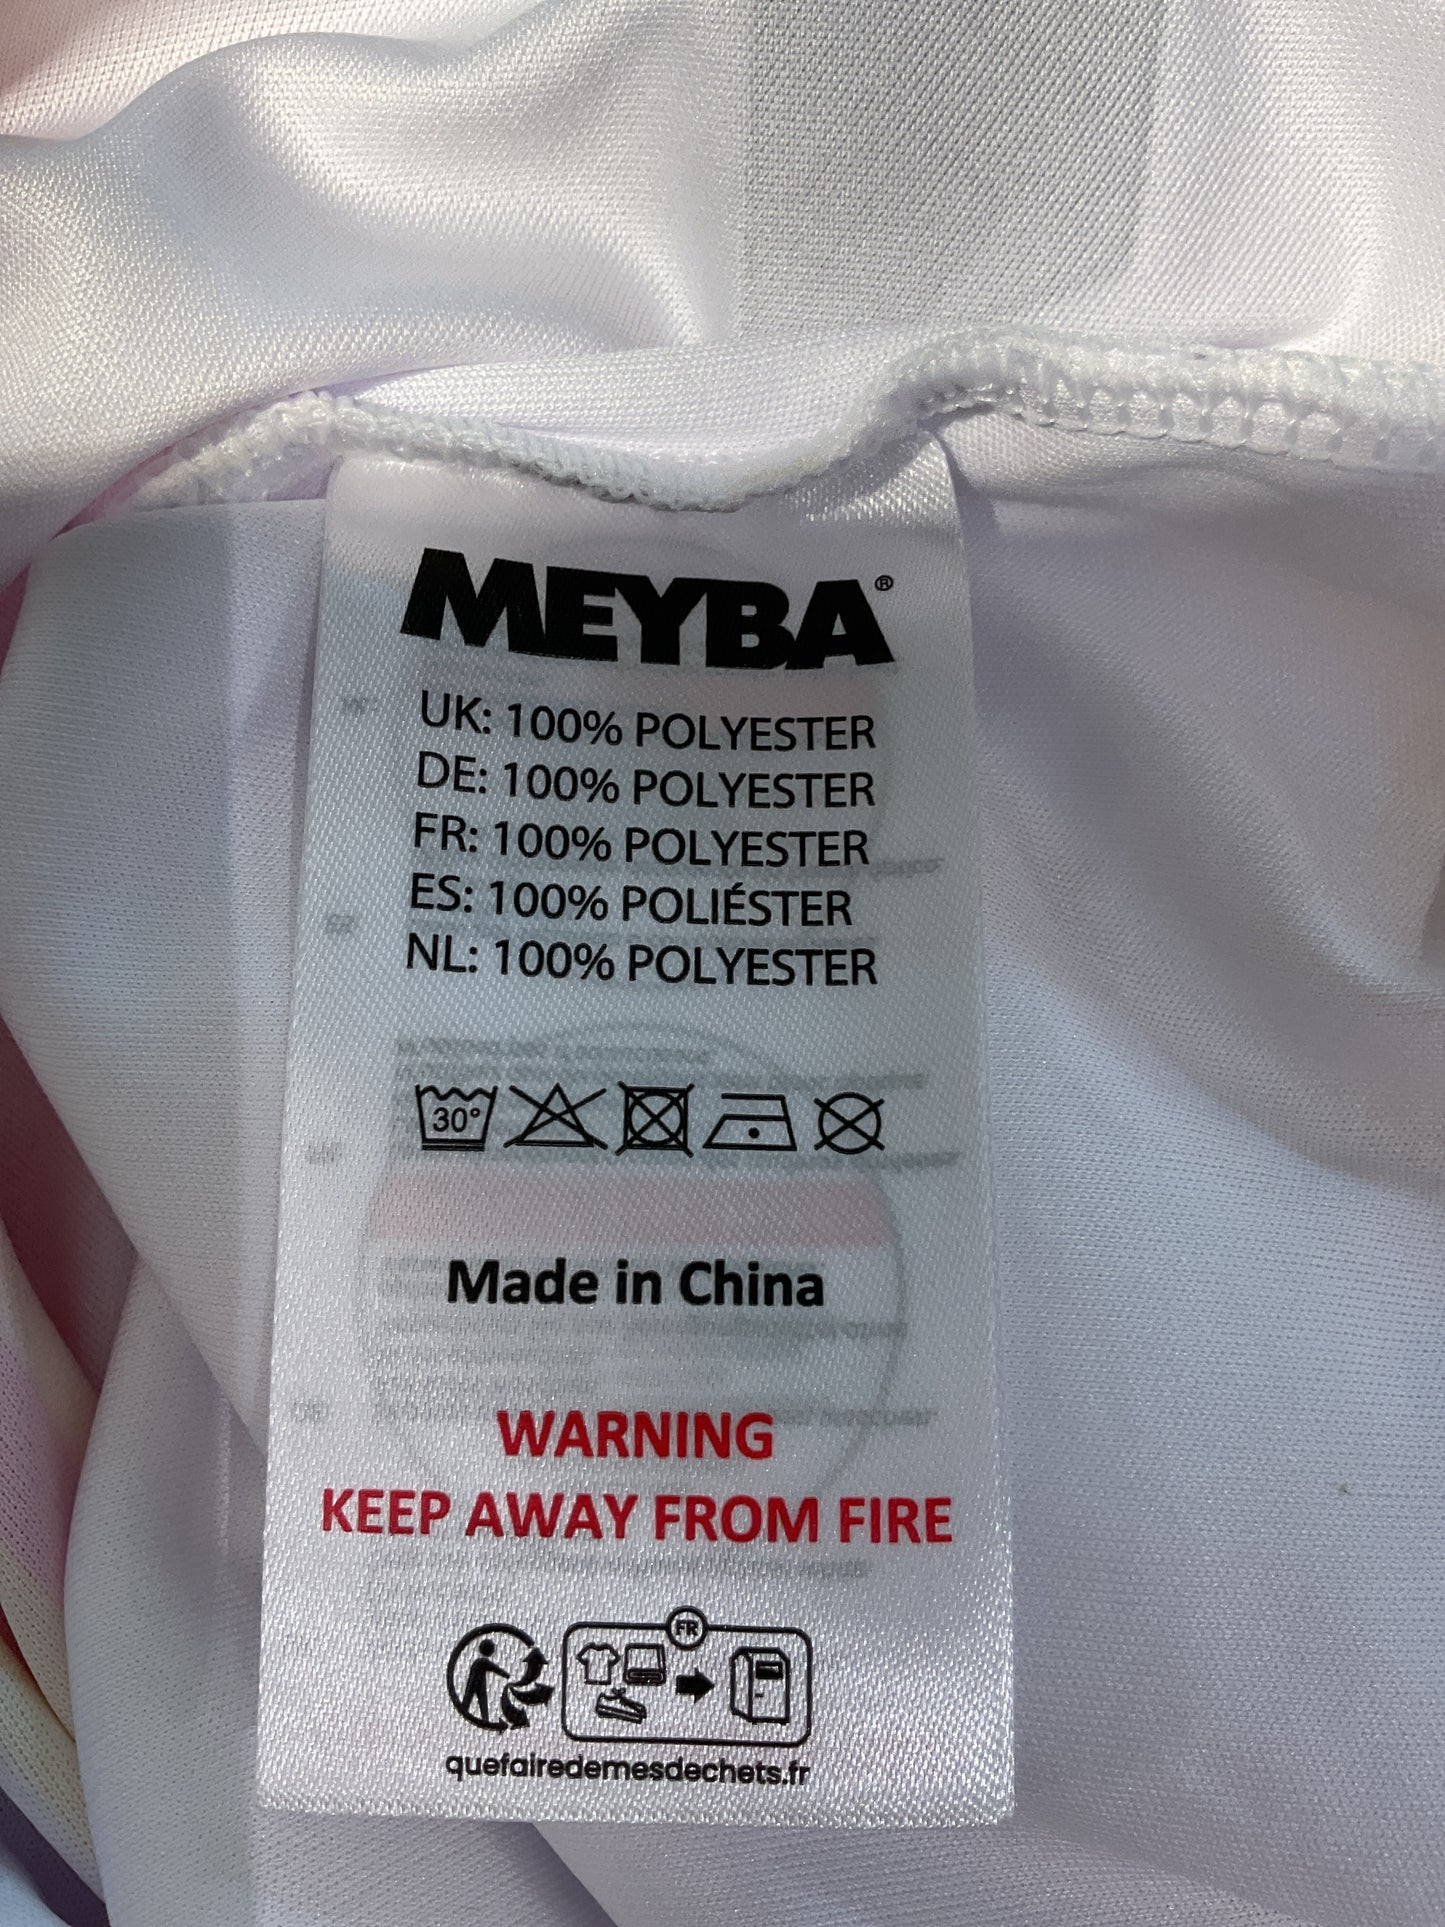 MEYBA®
UK: 100% POLYESTER
DE: 100% POLYESTER
FR: 100% POLYESTER
ES: 100% POLIÉSTER
NL: 100% POLYESTER
30°
Made in China
WARNING
KEEP AWAY FROM FIRE
FR
quefairedemesdechets.fr